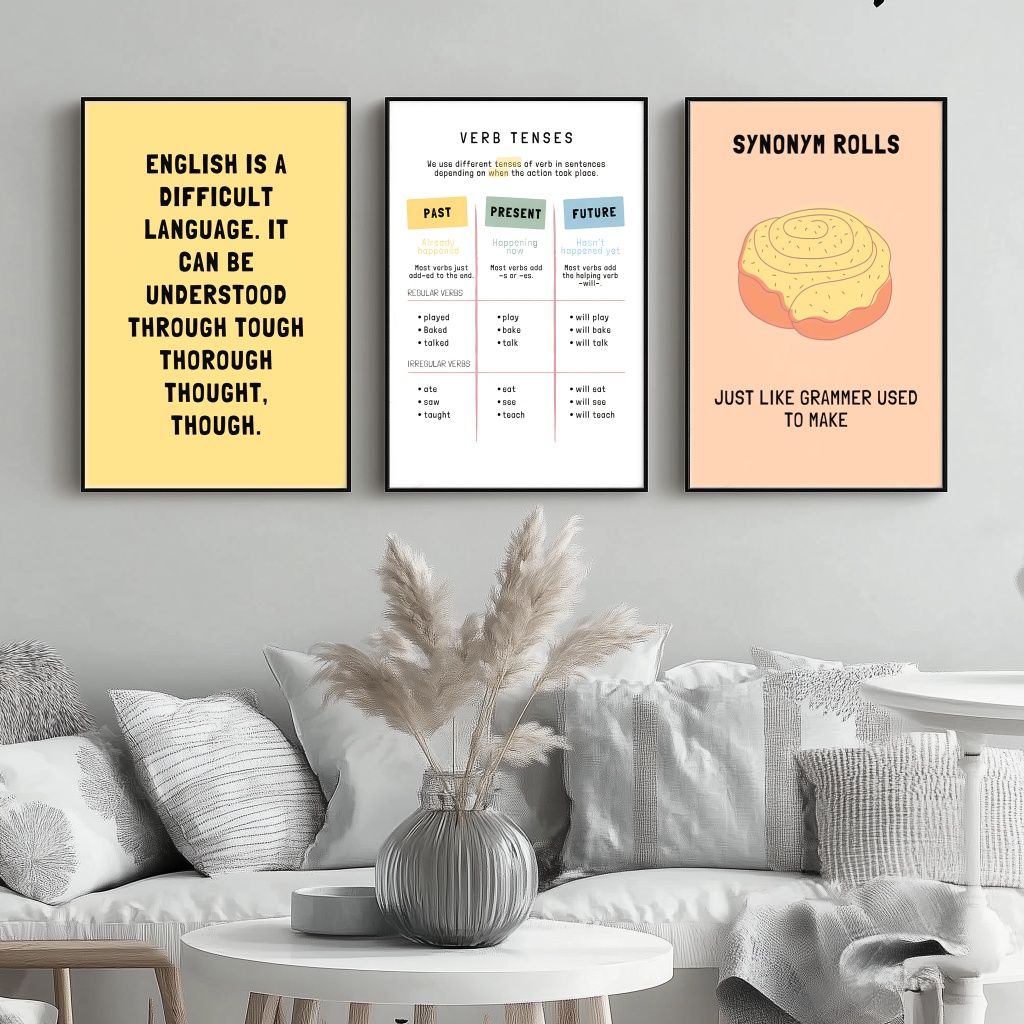 ENGLISH IS A
DIFFICULT
LANGUAGE. IT
CAN BE
UNDERSTOOD
THROUGH TOUGH
THOROUGH
THOUGHT,
THOUGH.
VERB TENSES
We use different tenses of verb in sentences
depending on when the action took place.
PAST PRESENT FUTURE
Already Happening Hasn't
happened now happened yet
Most verbs just Most verbs add Most verbs add
add-ed to the end. -s or -es. the helping verb
-will-.
REGULAR VERBS
• played • play • will play
• Baked • bake • will bake
• talked • talk • will talk
IRREGULAR VERBS
• ate • eat • will eat
• saw • see • will see
• taught • teach • will teach
SYNONYM ROLLS
JUST LIKE GRAMMER USED
TO MAKE